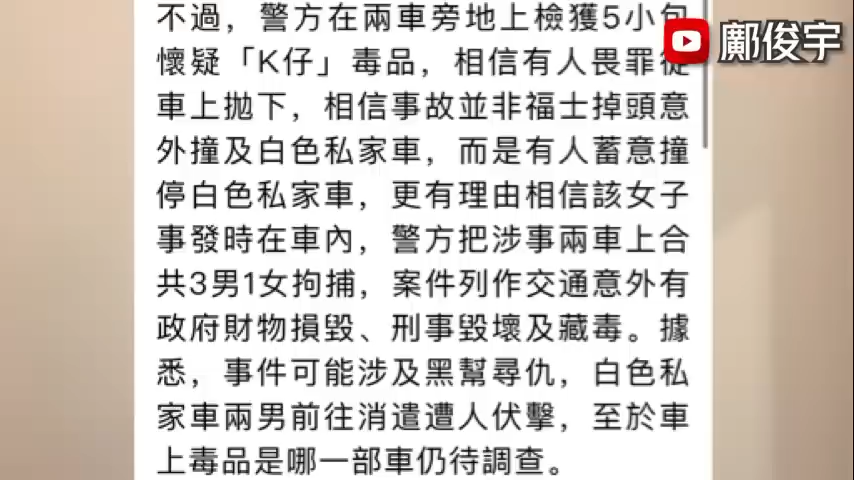 鄺俊宇
不過，警方在兩車旁地上檢獲5小包
懷疑「K仔」毒品，相信有人畏罪從
車上拋下，相信事故並非福士掉頭意
外撞及白色私家車，而是有人蓄意撞
停白色私家車，更有理由相信該女子
事發時在車內，警方把涉事兩車上合
共3男1女拘捕，案件列作交通意外有
政府財物損毀、刑事毀壞及藏毒。據
悉，事件可能涉及黑幫尋仇，白色私
家車兩男前往消遣遭人伏擊，至於車
上毒品是哪一部車仍待調查。